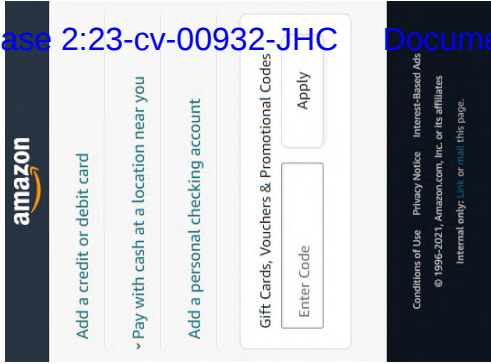 ase 2:23-cv-00932-JHC Docume
amazon
Add a credit or debit card
Pay with cash at a location near you
Add a personal checking account
Gift Cards, Vouchers & Promotional Codes
Enter Code
Apply
Conditions of Use Privacy Notice Interest-Based Ads
© 1996-2021, Amazon.com, Inc. or its affiliates
Internal only: Link or mail this page.